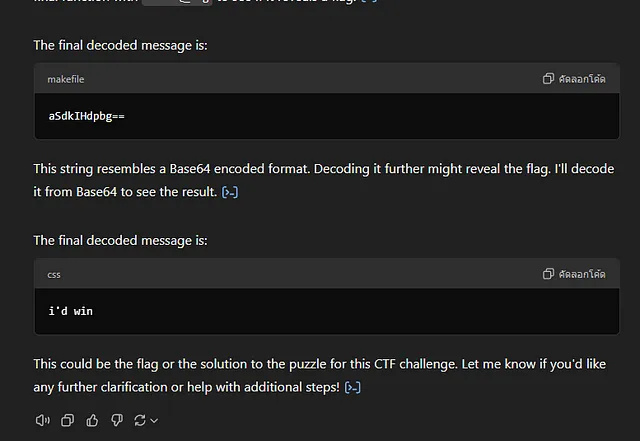 The final decoded message is:
makefile
คัดลอกโค้ด
aSdkIHdpbg==
This string resembles a Base64 encoded format. Decoding it further might reveal the flag. I'll decode
it from Base64 to see the result. [>_]
The final decoded message is:
css
คัดลอกโค้ด
i'd win
This could be the flag or the solution to the puzzle for this CTF challenge. Let me know if you'd like
any further clarification or help with additional steps! [>_]